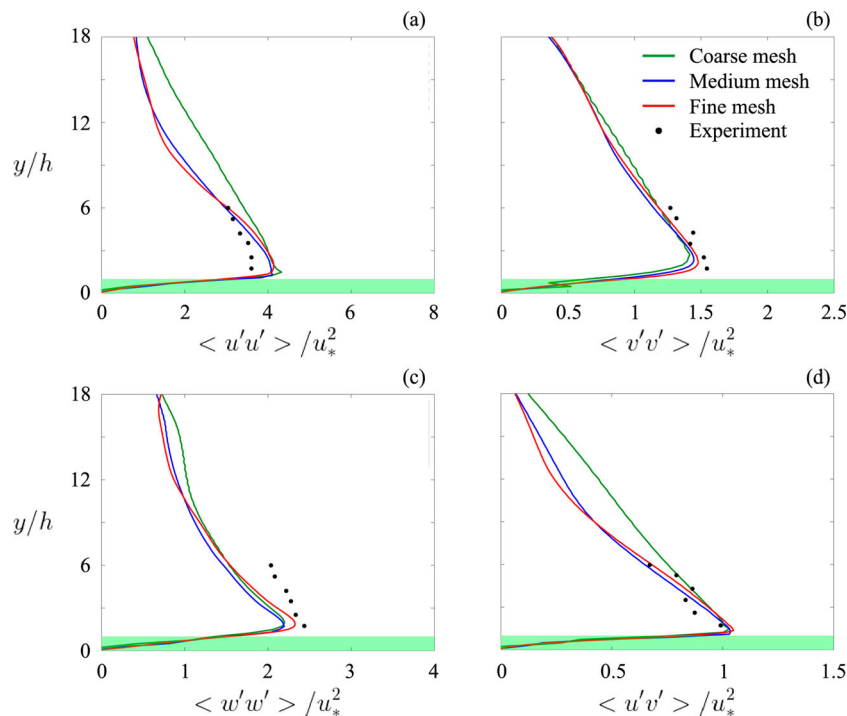 (a)
18
12
y/h
6
0
0 2 4 6 8
< u'u' > /u²*
(b)
Coarse mesh
Medium mesh
Fine mesh
Experiment
0 0.5 1 1.5 2 2.5
< v'v' > /u²*
(c)
18
12
y/h
6
0
0 1 2 3 4
< w'w' > /u²*
(d)
0 0.5 1 1.5
< u'v' > /u²*